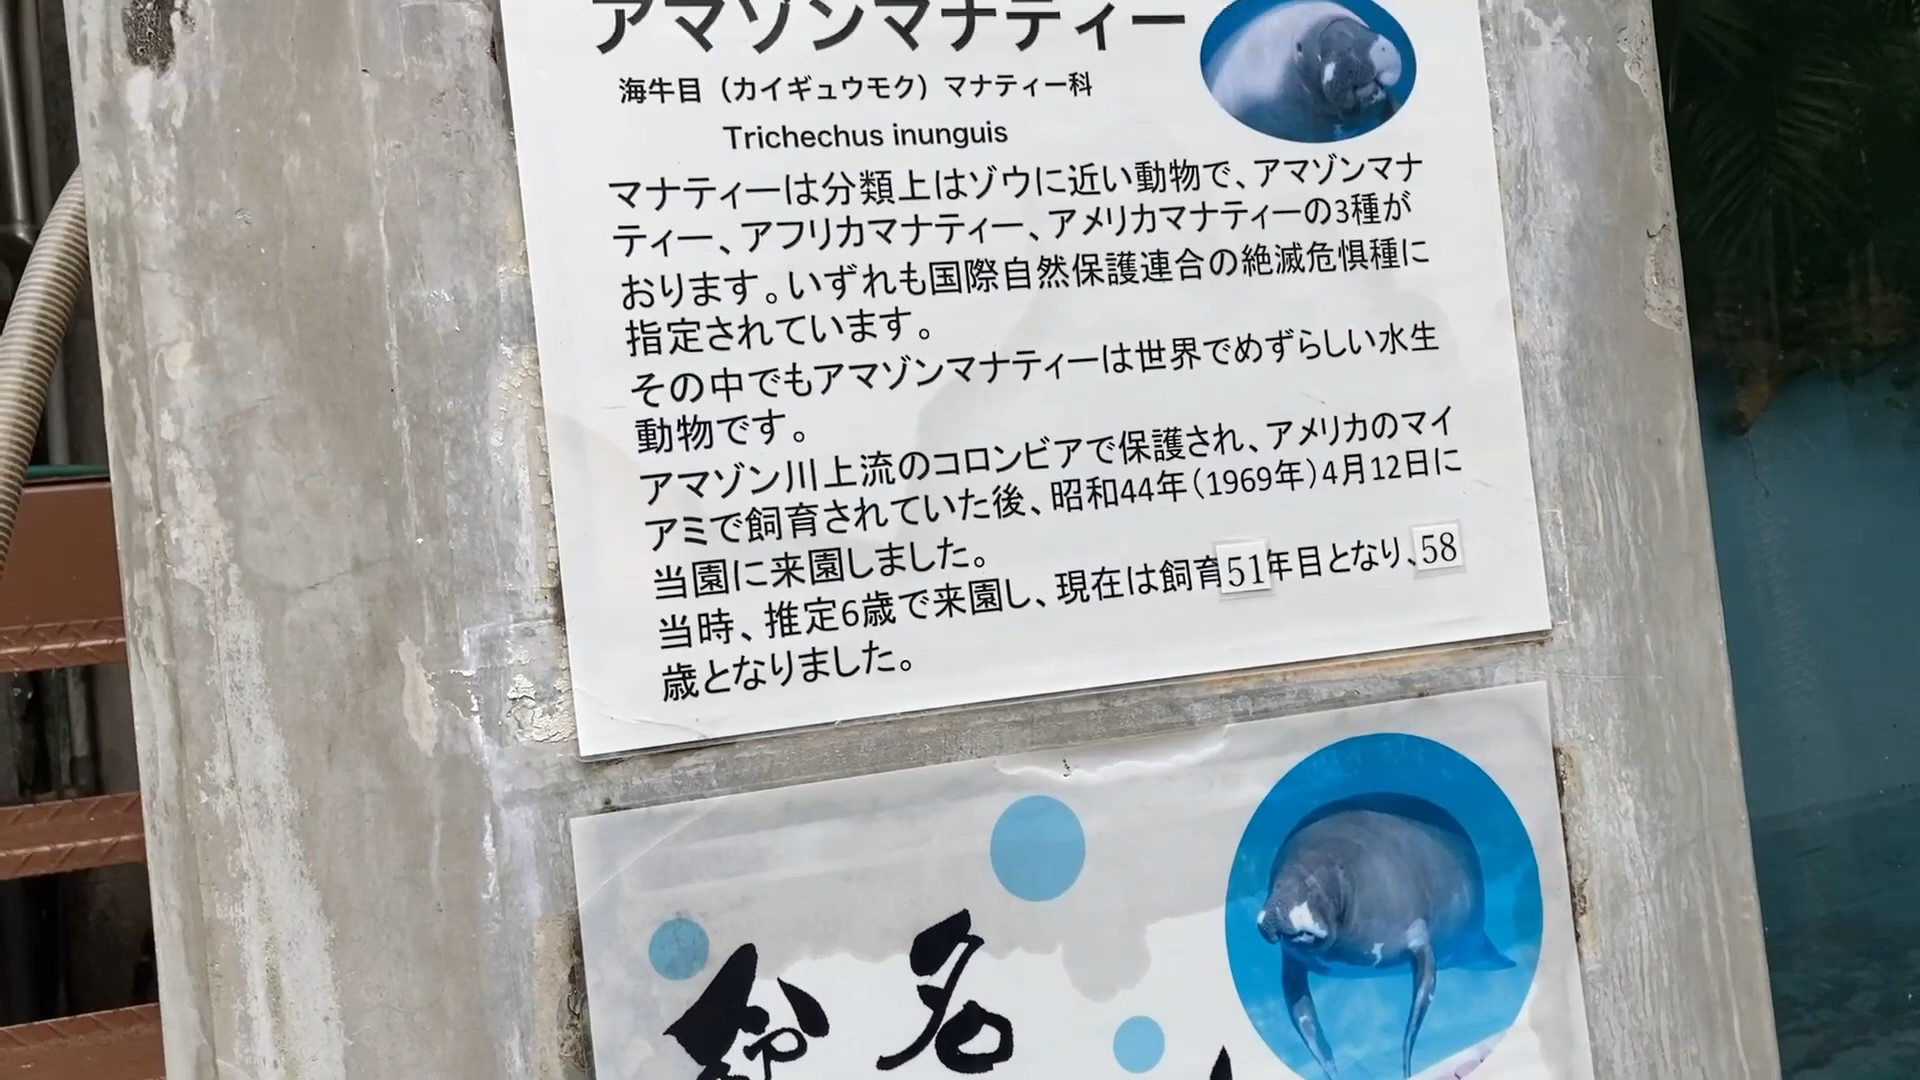 アマゾンマナティー
海牛目（カイギュウモク）マナティー科
Trichechus inunguis
マナティーは分類上はゾウに近い動物で、アマゾンマナ
ティー、アフリカマナティー、アメリカマナティーの3種が
おります。いずれも国際自然保護連合の絶滅危惧種に
指定されています。
その中でもアマゾンマナティーは世界でめずらしい水生
動物です。
アマゾン川上流のコロンビアで保護され、アメリカのマイ
アミで飼育されていた後、昭和44年（1969年）4月12日に
当園に来園しました。
当時、推定6歳で来園し、現在は飼育51年目となり、58
歳となりました。
名